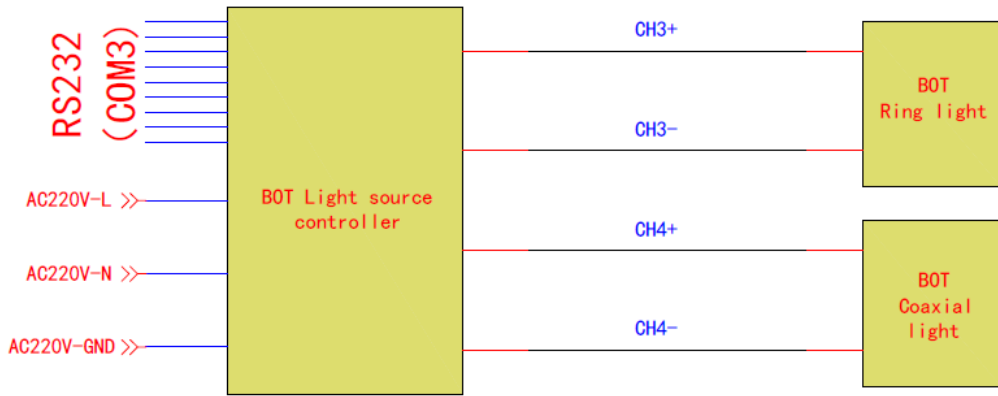 RS232
(COM3)
AC220V-L
AC220V-N
AC220V-GND
BOT Light source
controller
CH3+
CH3-
CH4+
CH4-
BOT
Ring light
BOT
Coaxial
light